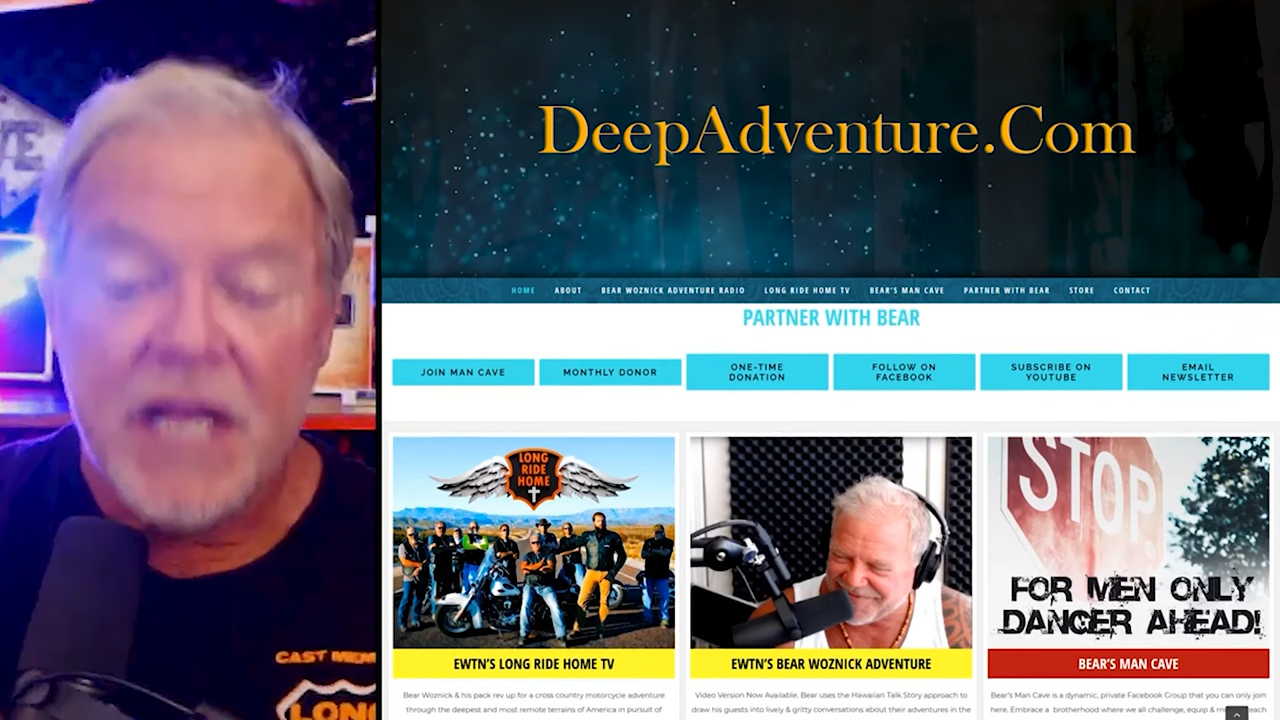 DeepAdventure.Com
HOME ABOUT BEAR WOZNICK ADVENTURE RADIO LONG RIDE HOME TV BEAR'S MAN CAVE PARTNER WITH BEAR STORE CONTACT
PARTNER WITH BEAR
JOIN MAN CAVE
MONTHLY DONOR
ONE-TIME
DONATION
FOLLOW ON
FACEBOOK
SUBSCRIBE ON
YOUTUBE
EMAIL
NEWSLETTER
LONG
RIDE
HOME
STOP
FOR MEN ONLY
DANGER AHEAD!
EWTN'S LONG RIDE HOME TV
Bear Woznick & his pack rev up for a cross country motorcycle adventure
through the deepest and most remote terrains of America in pursuit of
EWTN'S BEAR WOZNICK ADVENTURE
Video Version Now Available. Bear uses the Hawaiian Talk Story approach to
draw his guests into lively & gritty conversations about their adventures in the
BEAR'S MAN CAVE
Bear's Man Cave is a dynamic, private Facebook Group that you can only join
here. Embrace a brotherhood where we all challenge, equip & each
CAST MEM
LONG